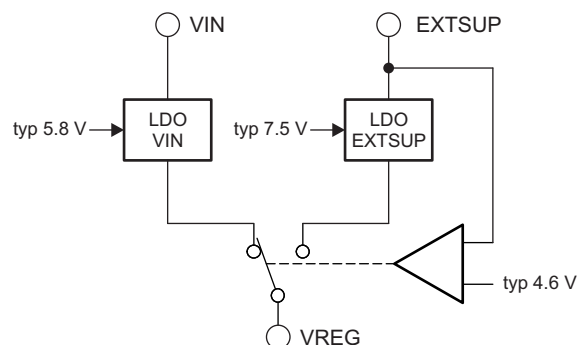 VIN
EXTSUP
typ 5.8 V
LDO
VIN
typ 7.5 V
LDO
EXTSUP
typ 4.6 V
VREG